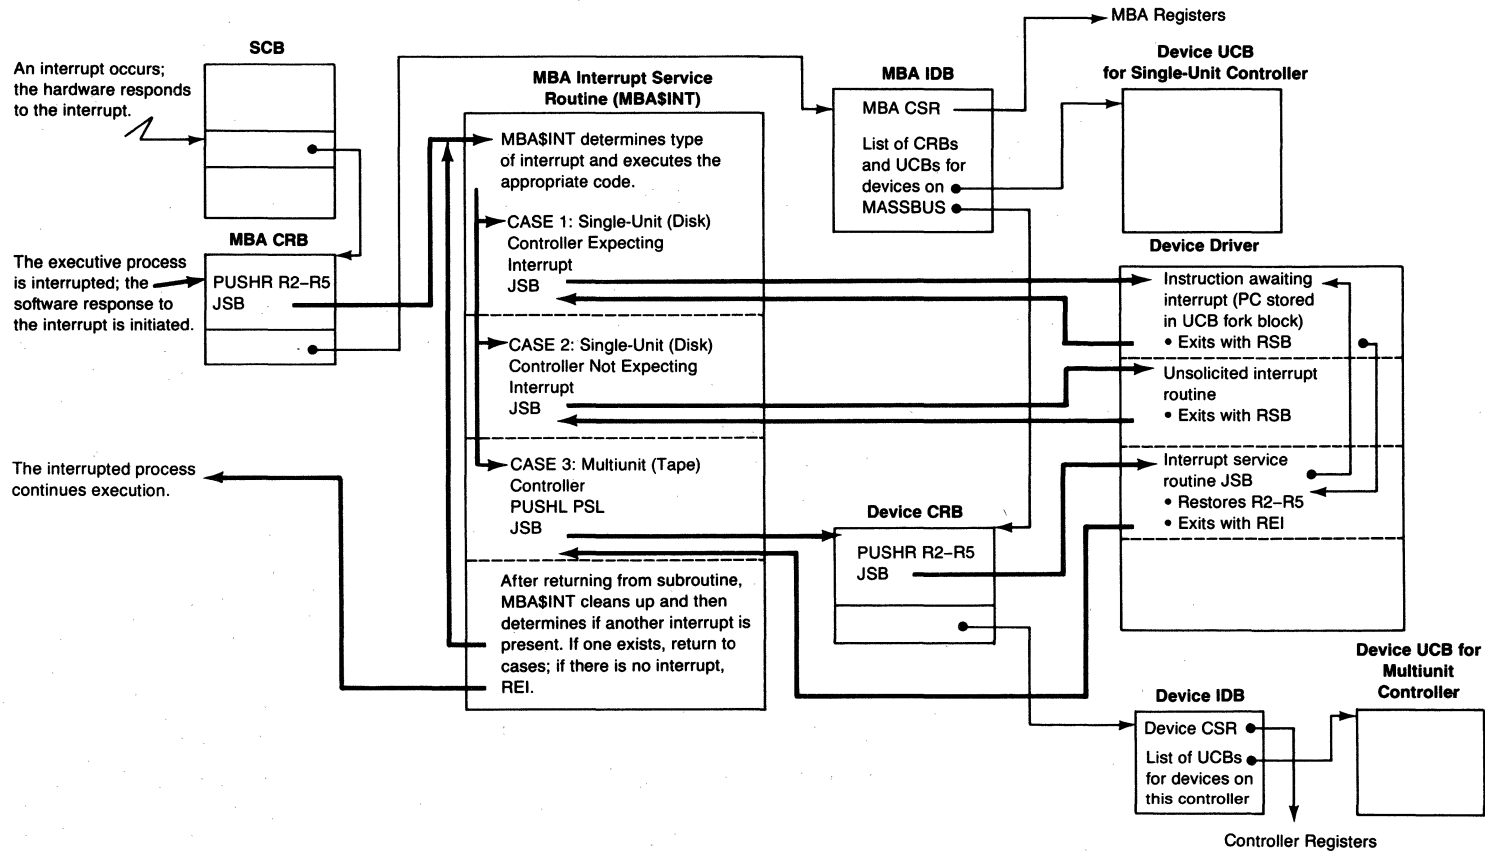 MBA Registers
SCB
An interrupt occurs;
the hardware responds
to the interrupt.
MBA Interrupt Service
Routine (MBA$INT)
MBA IDB
Device UCB
for Single-Unit Controller
MBA CSR
List of CRBs
and UCBs for
devices on
MASSBUS
MBA$INT determines type
of interrupt and executes the
appropriate code.
MBA CRB
The executive process
is interrupted; the
software response to
the interrupt is initiated.
PUSHR R2–R5
JSB
CASE 1: Single-Unit (Disk)
Controller Expecting
Interrupt
JSB
Device Driver
Instruction awaiting
interrupt (PC stored
in UCB fork block)
• Exits with RSB
CASE 2: Single-Unit (Disk)
Controller Not Expecting
Interrupt
JSB
Unsolicited interrupt
routine
• Exits with RSB
The interrupted process
continues execution.
CASE 3: Multiunit (Tape)
Controller
PUSHL PSL
JSB
Interrupt service
routine JSB
• Restores R2–R5
• Exits with REI
Device CRB
PUSHR R2–R5
JSB
After returning from subroutine,
MBA$INT cleans up and then
determines if another interrupt is
present. If one exists, return to
cases; if there is no interrupt,
REI.
Device UCB for
Multiunit
Controller
Device IDB
Device CSR
List of UCBs
for devices on
this controller
Controller Registers